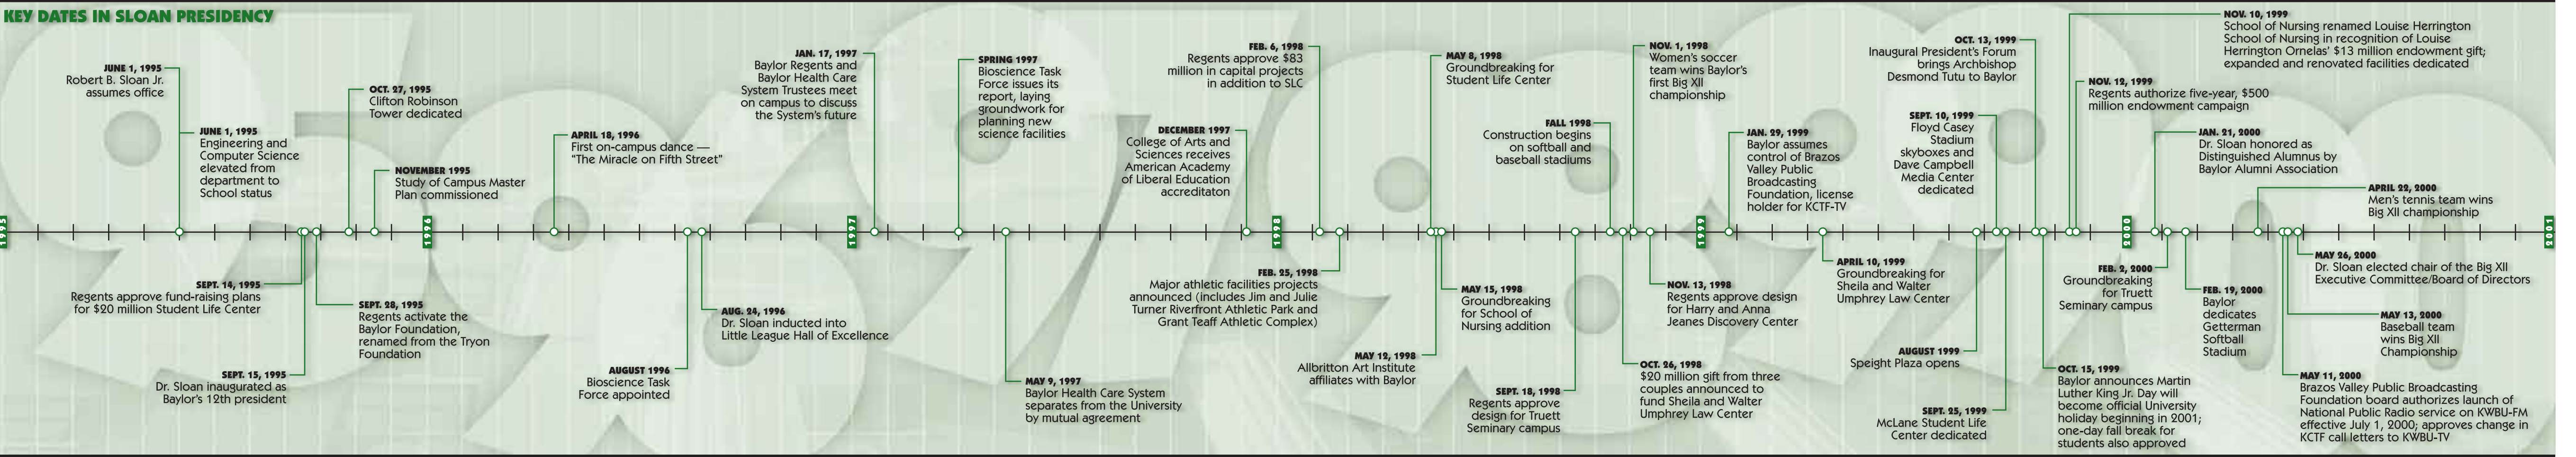 KEY DATES IN SLOAN PRESIDENCY
JUNE 1, 1995
Robert B. Sloan Jr.
assumes office
JUNE 1, 1995
Engineering and
Computer Science
elevated from
department to
School status
SEPT. 14, 1995
Regents approve fund-raising plans
for $20 million Student Life Center
SEPT. 15, 1995
Dr. Sloan inaugurated as
Baylor's 12th president
SEPT. 28, 1995
Regents activate the
Baylor Foundation,
renamed from the Tryon
Foundation
OCT. 27, 1995
Clifton Robinson
Tower dedicated
NOVEMBER 1995
Study of Campus Master
Plan commissioned
APRIL 18, 1996
First on-campus dance —
"The Miracle on Fifth Street"
AUGUST 1996
Bioscience Task
Force appointed
AUG. 24, 1996
Dr. Sloan inducted into
Little League Hall of Excellence
JAN. 17, 1997
Baylor Regents and
Baylor Health Care
System Trustees meet
on campus to discuss
the System's future
SPRING 1997
Bioscience Task
Force issues its
report, laying
groundwork for
planning new
science facilities
MAY 9, 1997
Baylor Health Care System
separates from the University
by mutual agreement
DECEMBER 1997
College of Arts and
Sciences receives
American Academy
of Liberal Education
accreditaton
FEB. 6, 1998
Regents approve $83
million in capital projects
in addition to SLC
FEB. 25, 1998
Major athletic facilities projects
announced (includes Jim and Julie
Turner Riverfront Athletic Park and
Grant Teaff Athletic Complex)
MAY 8, 1998
Groundbreaking for
Student Life Center
MAY 12, 1998
Allbritton Art Institute
affiliates with Baylor
MAY 15, 1998
Groundbreaking
for School of
Nursing addition
SEPT. 18, 1998
Regents approve
design for Truett
Seminary campus
FALL 1998
Construction begins
on softball and
baseball stadiums
OCT. 26, 1998
$20 million gift from three
couples announced to
fund Sheila and Walter
Umphrey Law Center
NOV. 1, 1998
Women's soccer
team wins Baylor's
first Big XII
championship
NOV. 13, 1998
Regents approve design
for Harry and Anna
Jeanes Discovery Center
JAN. 29, 1999
Baylor assumes
control of Brazos
Valley Public
Broadcasting
Foundation, license
holder for KCTF-TV
APRIL 10, 1999
Groundbreaking for
Sheila and Walter
Umphrey Law Center
AUGUST 1999
Speight Plaza opens
SEPT. 10, 1999
Floyd Casey
Stadium
skyboxes and
Dave Campbell
Media Center
dedicated
SEPT. 25, 1999
McLane Student Life
Center dedicated
OCT. 13, 1999
Inaugural President's Forum
brings Archbishop
Desmond Tutu to Baylor
OCT. 15, 1999
Baylor announces Martin
Luther King Jr. Day will
become official University
holiday beginning in 2001;
one-day fall break for
students also approved
NOV. 10, 1999
School of Nursing renamed Louise Herrington
School of Nursing in recognition of Louise
Herrington Ornelas' $13 million endowment gift;
expanded and renovated facilities dedicated
NOV. 12, 1999
Regents authorize five-year, $500
million endowment campaign
JAN. 21, 2000
Dr. Sloan honored as
Distinguished Alumnus by
Baylor Alumni Association
FEB. 2, 2000
Groundbreaking
for Truett
Seminary campus
FEB. 19, 2000
Baylor
dedicates
Getterman
Softball
Stadium
APRIL 22, 2000
Men's tennis team wins
Big XII championship
MAY 11, 2000
Brazos Valley Public Broadcasting
Foundation board authorizes launch of
National Public Radio service on KWBU-FM
effective July 1, 2000; approves change in
KCTF call letters to KWBU-TV
MAY 13, 2000
Baseball team
wins Big XII
Championship
MAY 26, 2000
Dr. Sloan elected chair of the Big XII
Executive Committee/Board of Directors
1995
1996
1997
1998
1999
2000
2001